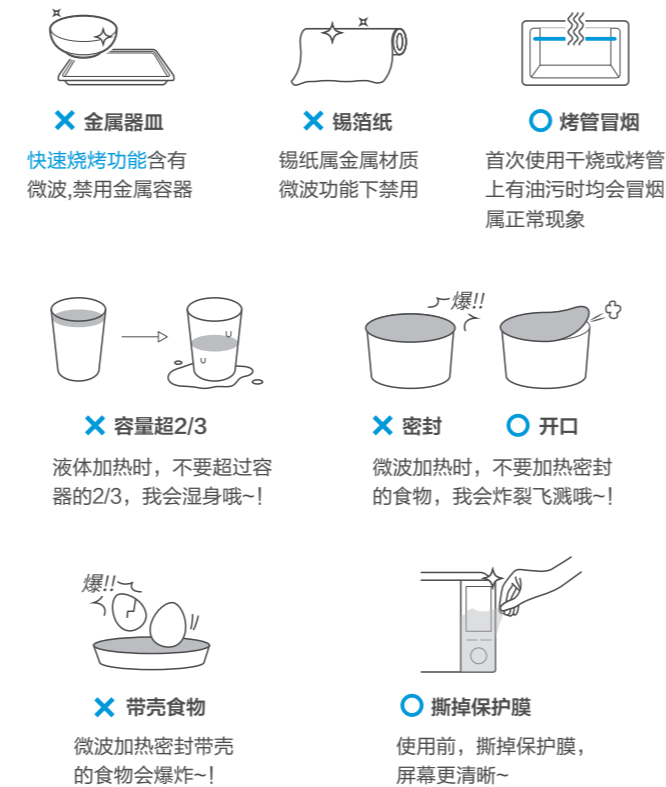 金属器皿
快速烧烤功能含有
微波,禁用金属容器
锡箔纸
锡纸属金属材质
微波功能下禁用
烤管冒烟
首次使用干烧或烤管
上有油污时均会冒烟
属正常现象
容量超2/3
液体加热时，不要超过容
器的2/3，我会湿身哦~！
爆!!
密封
开口
微波加热时，不要加热密封
的食物，我会炸裂飞溅哦~！
爆!!
带壳食物
微波加热密封带壳
的食物会爆炸~！
撕掉保护膜
使用前，撕掉保护膜，
屏幕更清晰~